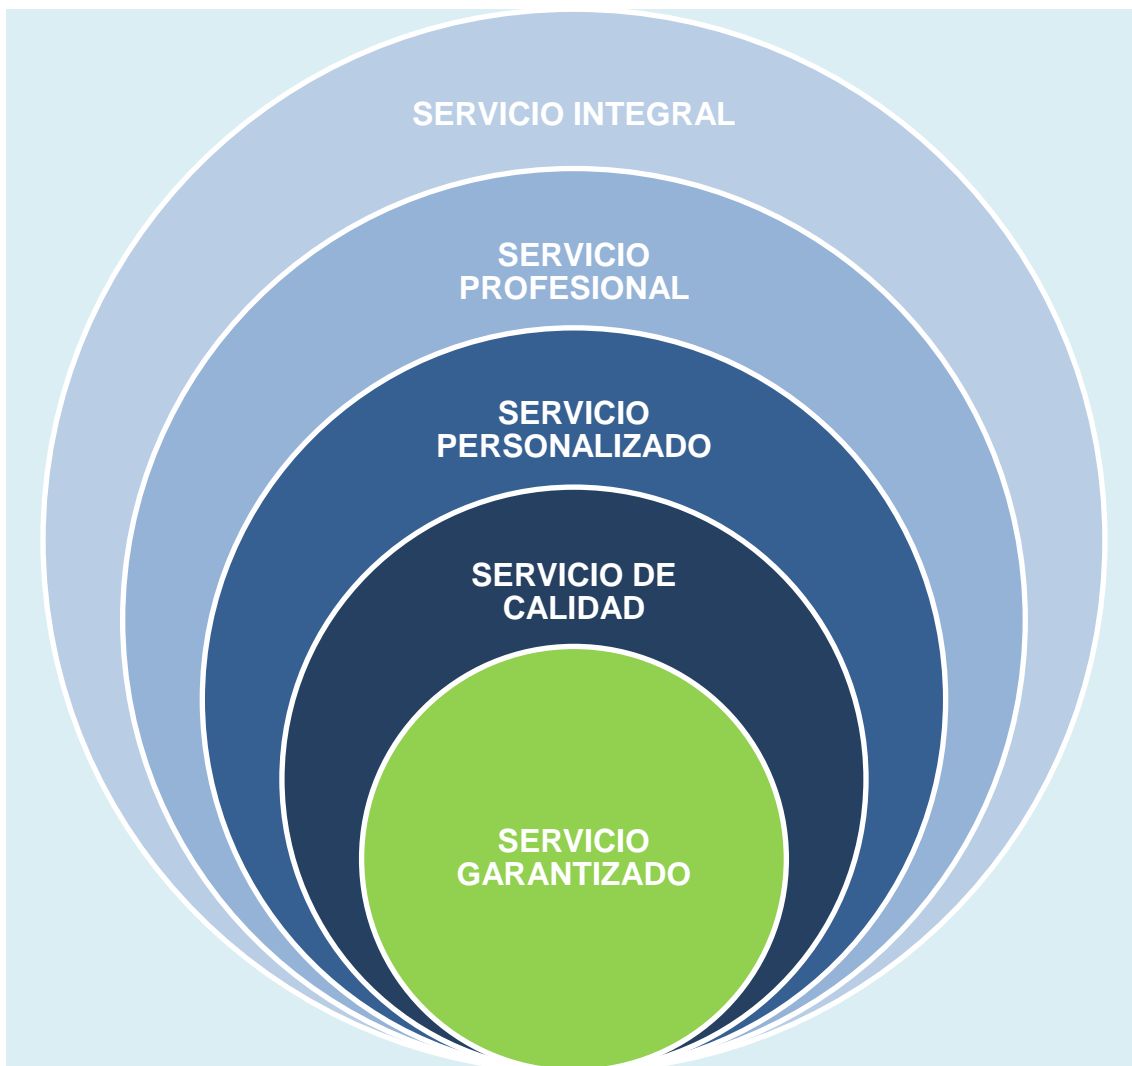 SERVICIO INTEGRAL
SERVICIO
PROFESIONAL
SERVICIO
PERSONALIZADO
SERVICIO DE
CALIDAD
SERVICIO
GARANTIZADO